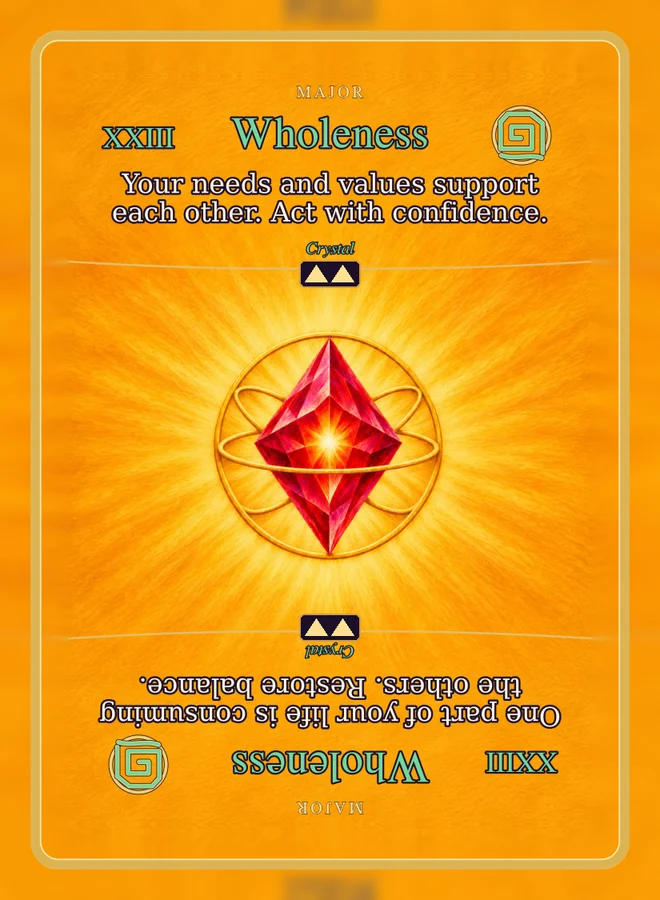 MAJOR
XXIII Wholeness
Your needs and values support
each other. Act with confidence.
Crystal
Crystal
One part of your life is consuming
the others. Restore balance.
XXIII Wholeness
MAJOR